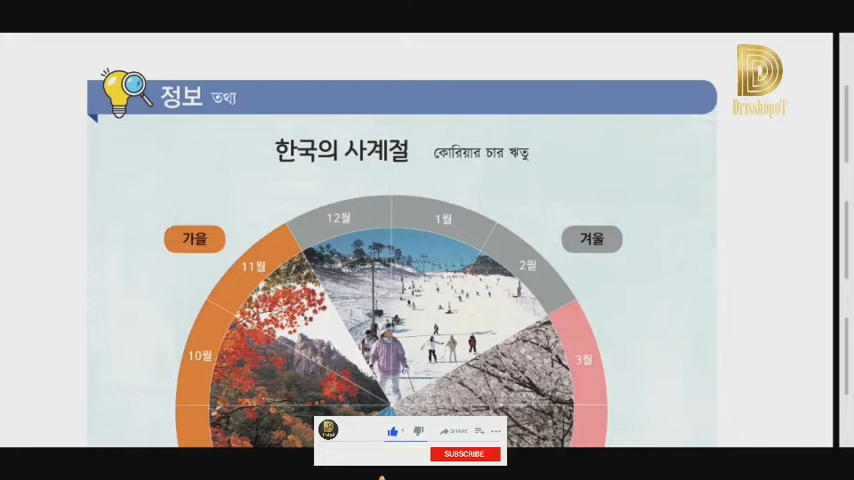 DrisshopoT
정보 তথ্য
한국의 사계절 কোরিয়ার চার ঋতু
12월
1월
가을
겨울
11월
2월
10월
3월
SHARE
SUBSCRIBE